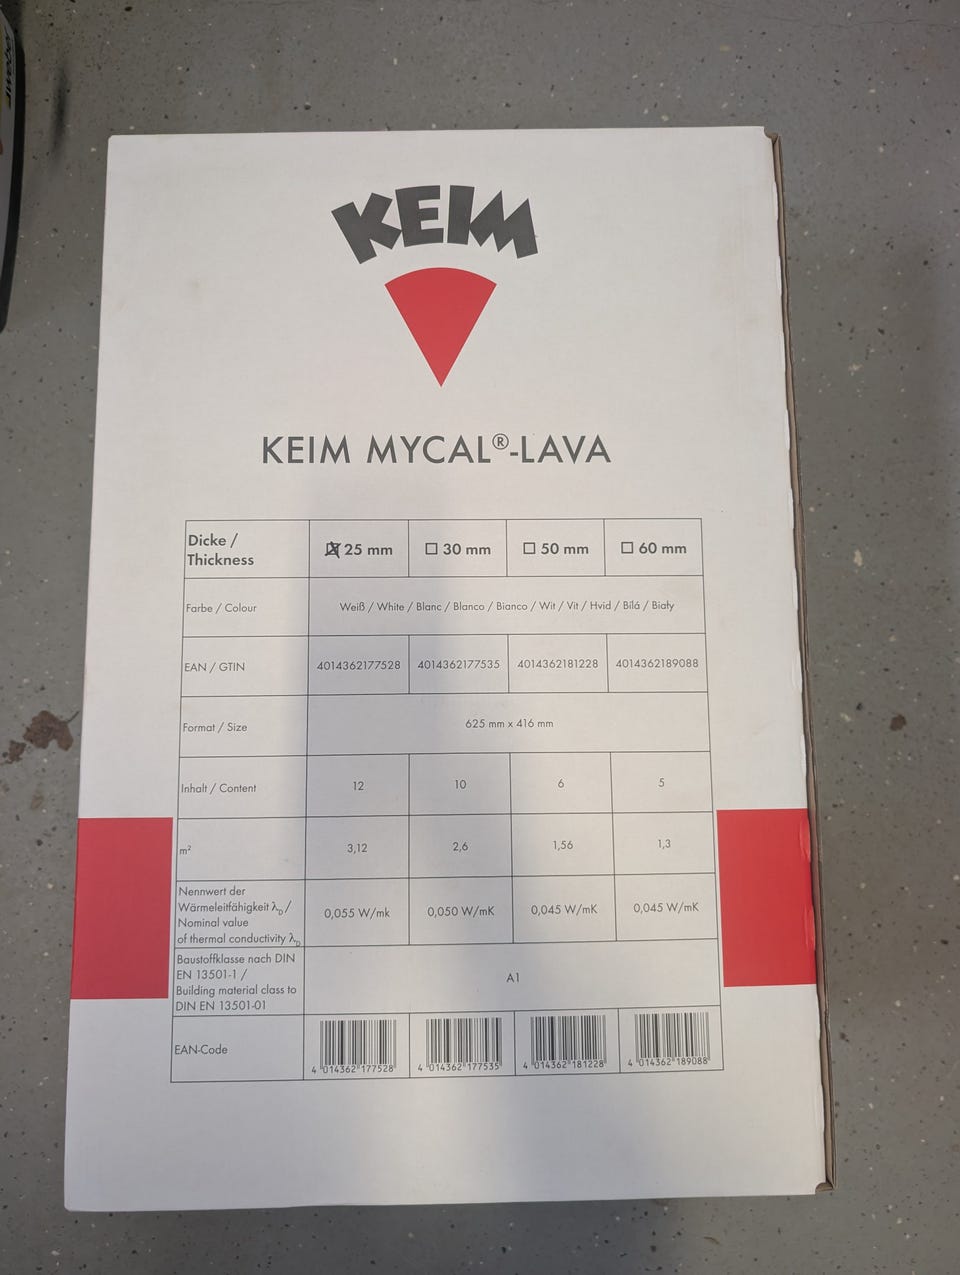 KEIM
KEIM MYCAL®-LAVA
Dicke / Thickness 25 mm 30 mm 50 mm 60 mm
Farbe / Colour Weiß / White / Blanc / Blanco / Bianco / Wit / Vit / Hvid / Bílá / Biały
EAN / GTIN 4014362177528 4014362177535 4014362181228 4014362189088
Format / Size 625 mm x 416 mm
Inhalt / Content 12 10 6 5
m² 3,12 2,6 1,56 1,3
Nennwert der
Wärmeleitfähigkeit λD /
Nominal value
of thermal conductivity λD
0,055 W/mk 0,050 W/mK 0,045 W/mK 0,045 W/mK
Baustoffklasse nach DIN
EN 13501-1 /
Building material class to
DIN EN 13501-01
A1
EAN-Code
4 014362 177528 4 014362 177535 4 014362 181228 4 014362 189088